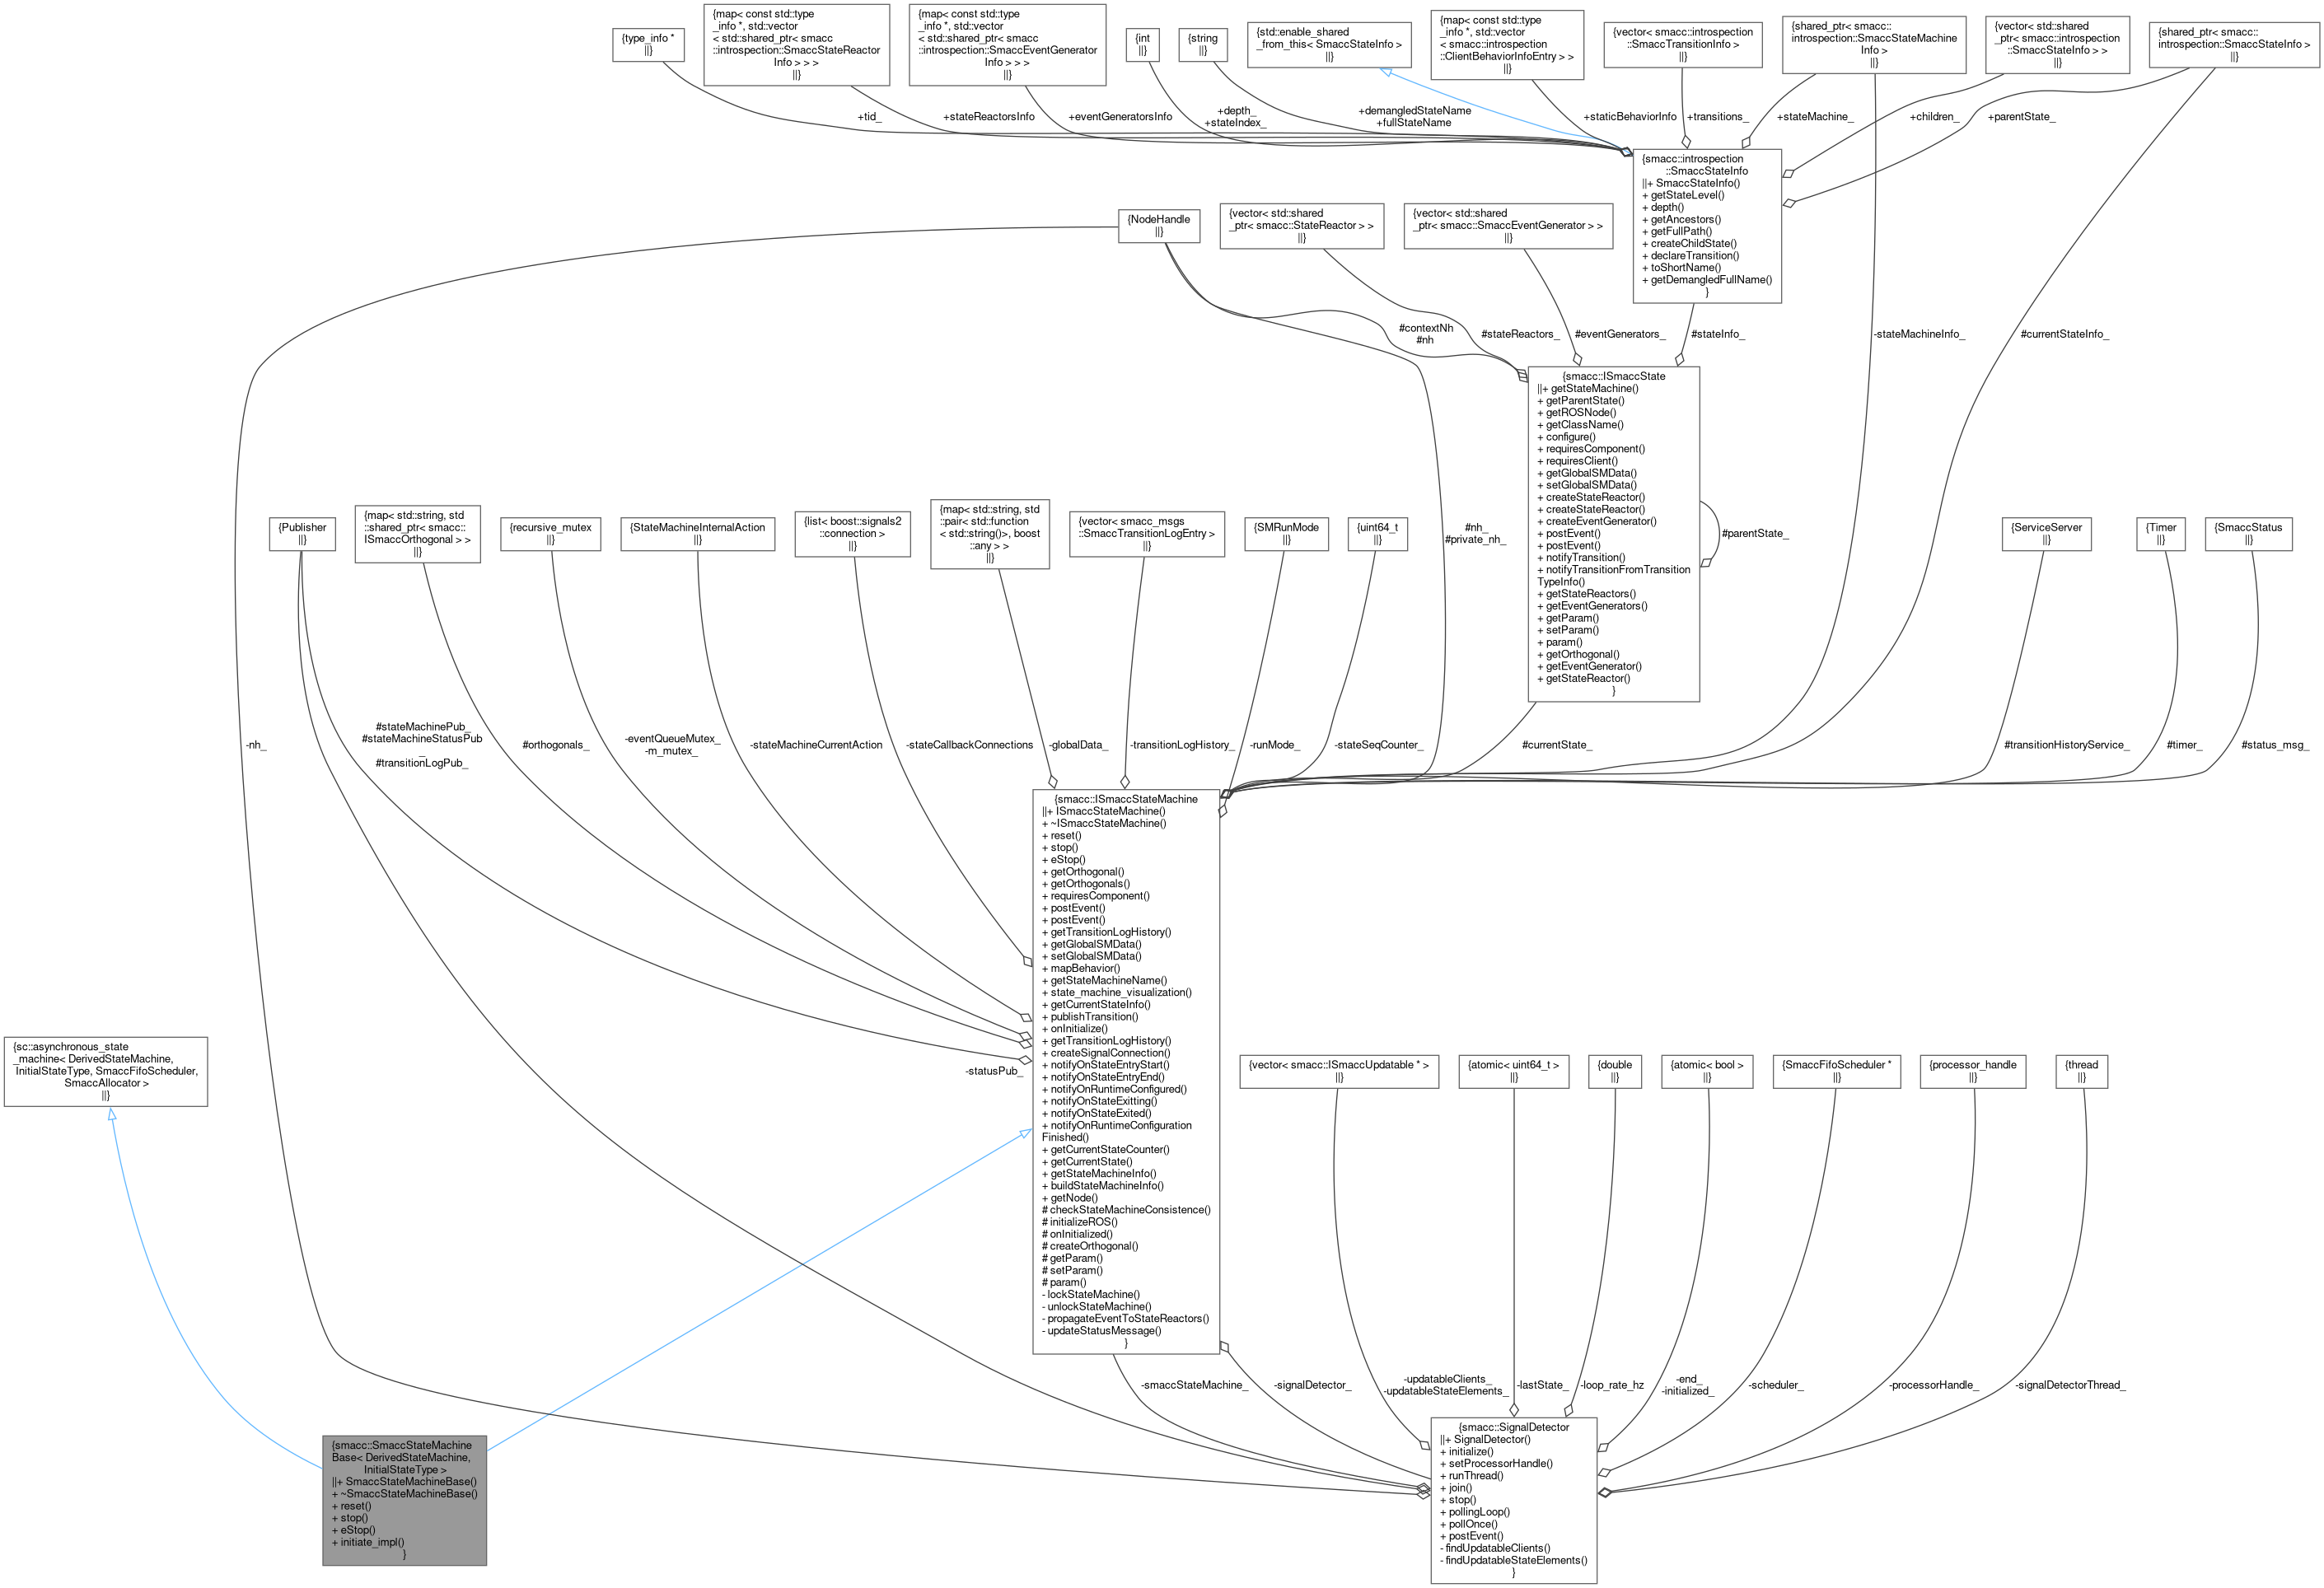 {type_info *
||}
{map< const std::type
_info *, std::vector
< std::shared_ptr< smacc
::introspection::SmaccStateReactor
Info > > >
||}
{map< const std::type
_info *, std::vector
< std::shared_ptr< smacc
::introspection::SmaccEventGenerator
Info > > >
||}
{int
||}
{string
||}
{std::enable_shared
_from_this< SmaccStateInfo >
||}
{map< const std::type
_info *, std::vector
< smacc::introspection
::ClientBehaviorInfoEntry > >
||}
{vector< smacc::introspection
::SmaccTransitionInfo >
||}
{shared_ptr< smacc::
introspection::SmaccStateMachine
Info >
||}
{vector< std::shared
_ptr< smacc::introspection
::SmaccStateInfo > >
||}
{shared_ptr< smacc::
introspection::SmaccStateInfo >
||}
+tid_
+stateReactorsInfo
+eventGeneratorsInfo
+depth_
+stateIndex_
+demangledStateName
+fullStateName
+staticBehaviorInfo
+transitions_
+stateMachine_
+children_
+parentState_
{smacc::introspection
::SmaccStateInfo
||+ SmaccStateInfo()
+ getStateLevel()
+ depth()
+ getAncestors()
+ getFullPath()
+ createChildState()
+ declareTransition()
+ toShortName()
+ getDemangledFullName()
}
{NodeHandle
||}
{vector< std::shared
_ptr< smacc::StateReactor > >
||}
{vector< std::shared
_ptr< smacc::SmaccEventGenerator > >
||}
#contextNh
#nh
#stateReactors_
#eventGenerators_
#stateInfo_
-stateMachineInfo_
#currentStateInfo_
{smacc::ISmaccState
||+ getStateMachine()
+ getParentState()
+ getROSNode()
+ getClassName()
+ configure()
+ requiresComponent()
+ requiresClient()
+ getGlobalSMData()
+ setGlobalSMData()
+ createStateReactor()
+ createStateReactor()
+ createEventGenerator()
+ postEvent()
+ postEvent()
+ notifyTransition()
+ notifyTransitionFromTransition
TypeInfo()
+ getStateReactors()
+ getEventGenerators()
+ getParam()
+ setParam()
+ param()
+ getOrthogonal()
+ getEventGenerator()
+ getStateReactor()
}
#parentState_
{Publisher
||}
{map< std::string, std
::shared_ptr< smacc::
ISmaccOrthogonal > >
||}
{recursive_mutex
||}
{StateMachineInternalAction
||}
{list< boost::signals2
::connection >
||}
{map< std::string, std
::pair< std::function
< std::string()>, boost
::any > >
||}
{vector< smacc_msgs
::SmaccTransitionLogEntry >
||}
{SMRunMode
||}
{uint64_t
||}
#nh_
#private_nh_
{ServiceServer
||}
{Timer
||}
{SmaccStatus
||}
-nh_
#stateMachinePub_
#stateMachineStatusPub
_
#transitionLogPub_
#orthogonals_
-eventQueueMutex_
-m_mutex_
-stateMachineCurrentAction
-stateCallbackConnections
-globalData_
-transitionLogHistory_
-runMode_
-stateSeqCounter_
#currentState_
#transitionHistoryService_
#timer_
#status_msg_
{smacc::ISmaccStateMachine
||+ ISmaccStateMachine()
+ ~ISmaccStateMachine()
+ reset()
+ stop()
+ eStop()
+ getOrthogonal()
+ getOrthogonals()
+ requiresComponent()
+ postEvent()
+ postEvent()
+ getTransitionLogHistory()
+ getGlobalSMData()
+ setGlobalSMData()
+ mapBehavior()
+ getStateMachineName()
+ state_machine_visualization()
+ getCurrentStateInfo()
+ publishTransition()
+ onInitialize()
+ getTransitionLogHistory()
+ createSignalConnection()
+ notifyOnStateEntryStart()
+ notifyOnStateEntryEnd()
+ notifyOnRuntimeConfigured()
+ notifyOnStateExitting()
+ notifyOnStateExited()
+ notifyOnRuntimeConfiguration
Finished()
+ getCurrentStateCounter()
+ getCurrentState()
+ getStateMachineInfo()
+ buildStateMachineInfo()
+ getNode()
# checkStateMachineConsistence()
# initializeROS()
# onInitialized()
# createOrthogonal()
# getParam()
# setParam()
# param()
- lockStateMachine()
- unlockStateMachine()
- propagateEventToStateReactors()
- updateStatusMessage()
}
-statusPub_
{sc::asynchronous_state
_machine< DerivedStateMachine,
InitialStateType, SmaccFifoScheduler,
SmaccAllocator >
||}
{vector< smacc::ISmaccUpdatable * >
||}
{atomic< uint64_t >
||}
{double
||}
{atomic< bool >
||}
{SmaccFifoScheduler *
||}
{processor_handle
||}
{thread
||}
-smaccStateMachine_
-signalDetector_
-updatableClients_
-updatableStateElements_
-lastState_
-loop_rate_hz
-end_
-initialized_
-scheduler_
-processorHandle_
-signalDetectorThread_
{smacc::SmaccStateMachine
Base< DerivedStateMachine,
InitialStateType >
||+ SmaccStateMachineBase()
+ ~SmaccStateMachineBase()
+ reset()
+ stop()
+ eStop()
+ initiate_impl()
}
{smacc::SignalDetector
||+ SignalDetector()
+ initialize()
+ setProcessorHandle()
+ runThread()
+ join()
+ stop()
+ pollingLoop()
+ pollOnce()
+ postEvent()
- findUpdatableClients()
- findUpdatableStateElements()
}